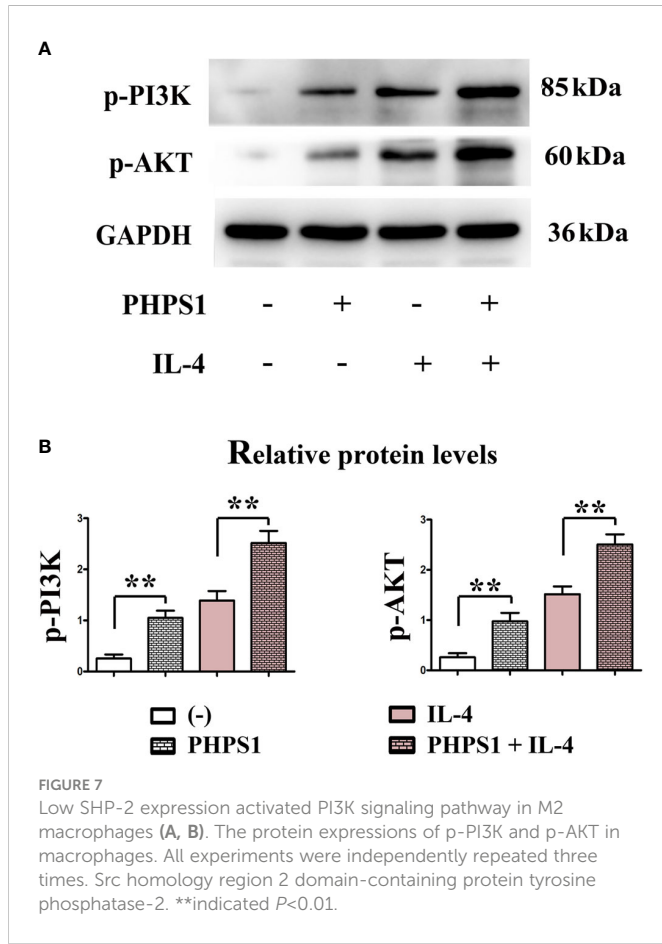 A
p-PI3K 85kDa
p-AKT 60kDa
GAPDH 36kDa
PHPS1 - + - +
IL-4 - - + +
B
Relative protein levels
p-PI3K
3
2
1
0
**
**
p-AKT
3
2
1
0
**
**
(-)
PHPS1
IL-4
PHPS1 + IL-4
FIGURE 7
Low SHP-2 expression activated PI3K signaling pathway in M2
macrophages (A, B). The protein expressions of p-PI3K and p-AKT in
macrophages. All experiments were independently repeated three
times. Src homology region 2 domain-containing protein tyrosine
phosphatase-2. **indicated P<0.01.